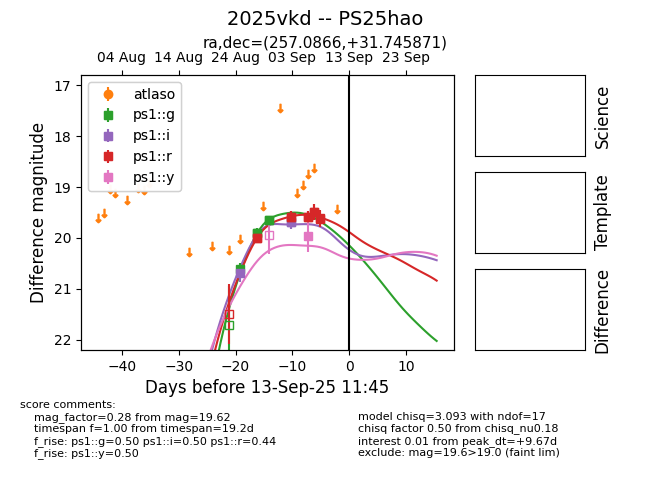 2025vkd -- PS25hao
ra,dec=(257.0866,+31.745871)
04 Aug 14 Aug 24 Aug 03 Sep 13 Sep 23 Sep
17
18
19
20
21
22
Difference magnitude
atlaso
ps1::g
ps1::i
ps1::r
ps1::y
−40 −30 −20 −10 0 10
Days before 13-Sep-25 11:45
Science
Template
Difference
score comments:
mag_factor=0.28 from mag=19.62
timespan f=1.00 from timespan=19.2d
f_rise: ps1::g=0.50 ps1::i=0.50 ps1::r=0.44
f_rise: ps1::y=0.50
model chisq=3.093 with ndof=17
chisq factor 0.50 from chisq_nu0.18
interest 0.01 from peak_dt=+9.67d
exclude: mag=19.6>19.0 (faint lim)